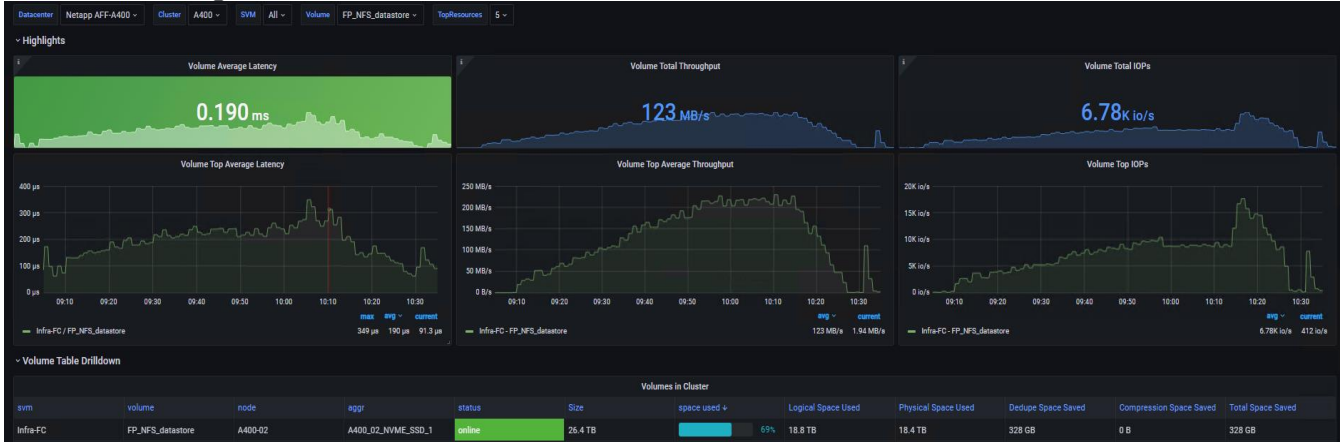 Datacenter Netapp AFF-A400 Cluster A400 SVM All Volume FP_NFS_datastore TopResources 5
Highlights
Volume Average Latency Volume Total Throughput Volume Total IOPs
0.190 ms 123 MB/s 6.78K io/s
Volume Top Average Latency Volume Top Average Throughput Volume Top IOPs
400 µs 250 MB/s 20K io/s
200 MB/s
300 µs 15K io/s
150 MB/s
200 µs 10K io/s
100 MB/s
100 µs 5K io/s
50 MB/s
0 µs 0 B/s 0 io/s
09:10 09:20 09:30 09:40 09:50 10:00 10:10 10:20 10:30 09:10 09:20 09:30 09:40 09:50 10:00 10:10 10:20 10:30 09:10 09:20 09:30 09:40 09:50 10:00 10:10 10:20 10:30
max avg current avg current avg current
Infra-FC / FP_NFS_datastore 349 µs 190 µs 91.3 µs Infra-FC - FP_NFS_datastore 123 MB/s 1.94 MB/s Infra-FC - FP_NFS_datastore 6.78K io/s 412 io/s
Volume Table Drilldown
Volumes in Cluster
svm volume node aggr status Size space used ↓ Logical Space Used Physical Space Used Dedupe Space Saved Compression Space Saved Total Space Saved
Infra-FC FP_NFS_datastore A400-02 A400_02_NVME_SSD_1 online 26.4 TB 69% 18.8 TB 18.4 TB 328 GB 0 B 328 GB